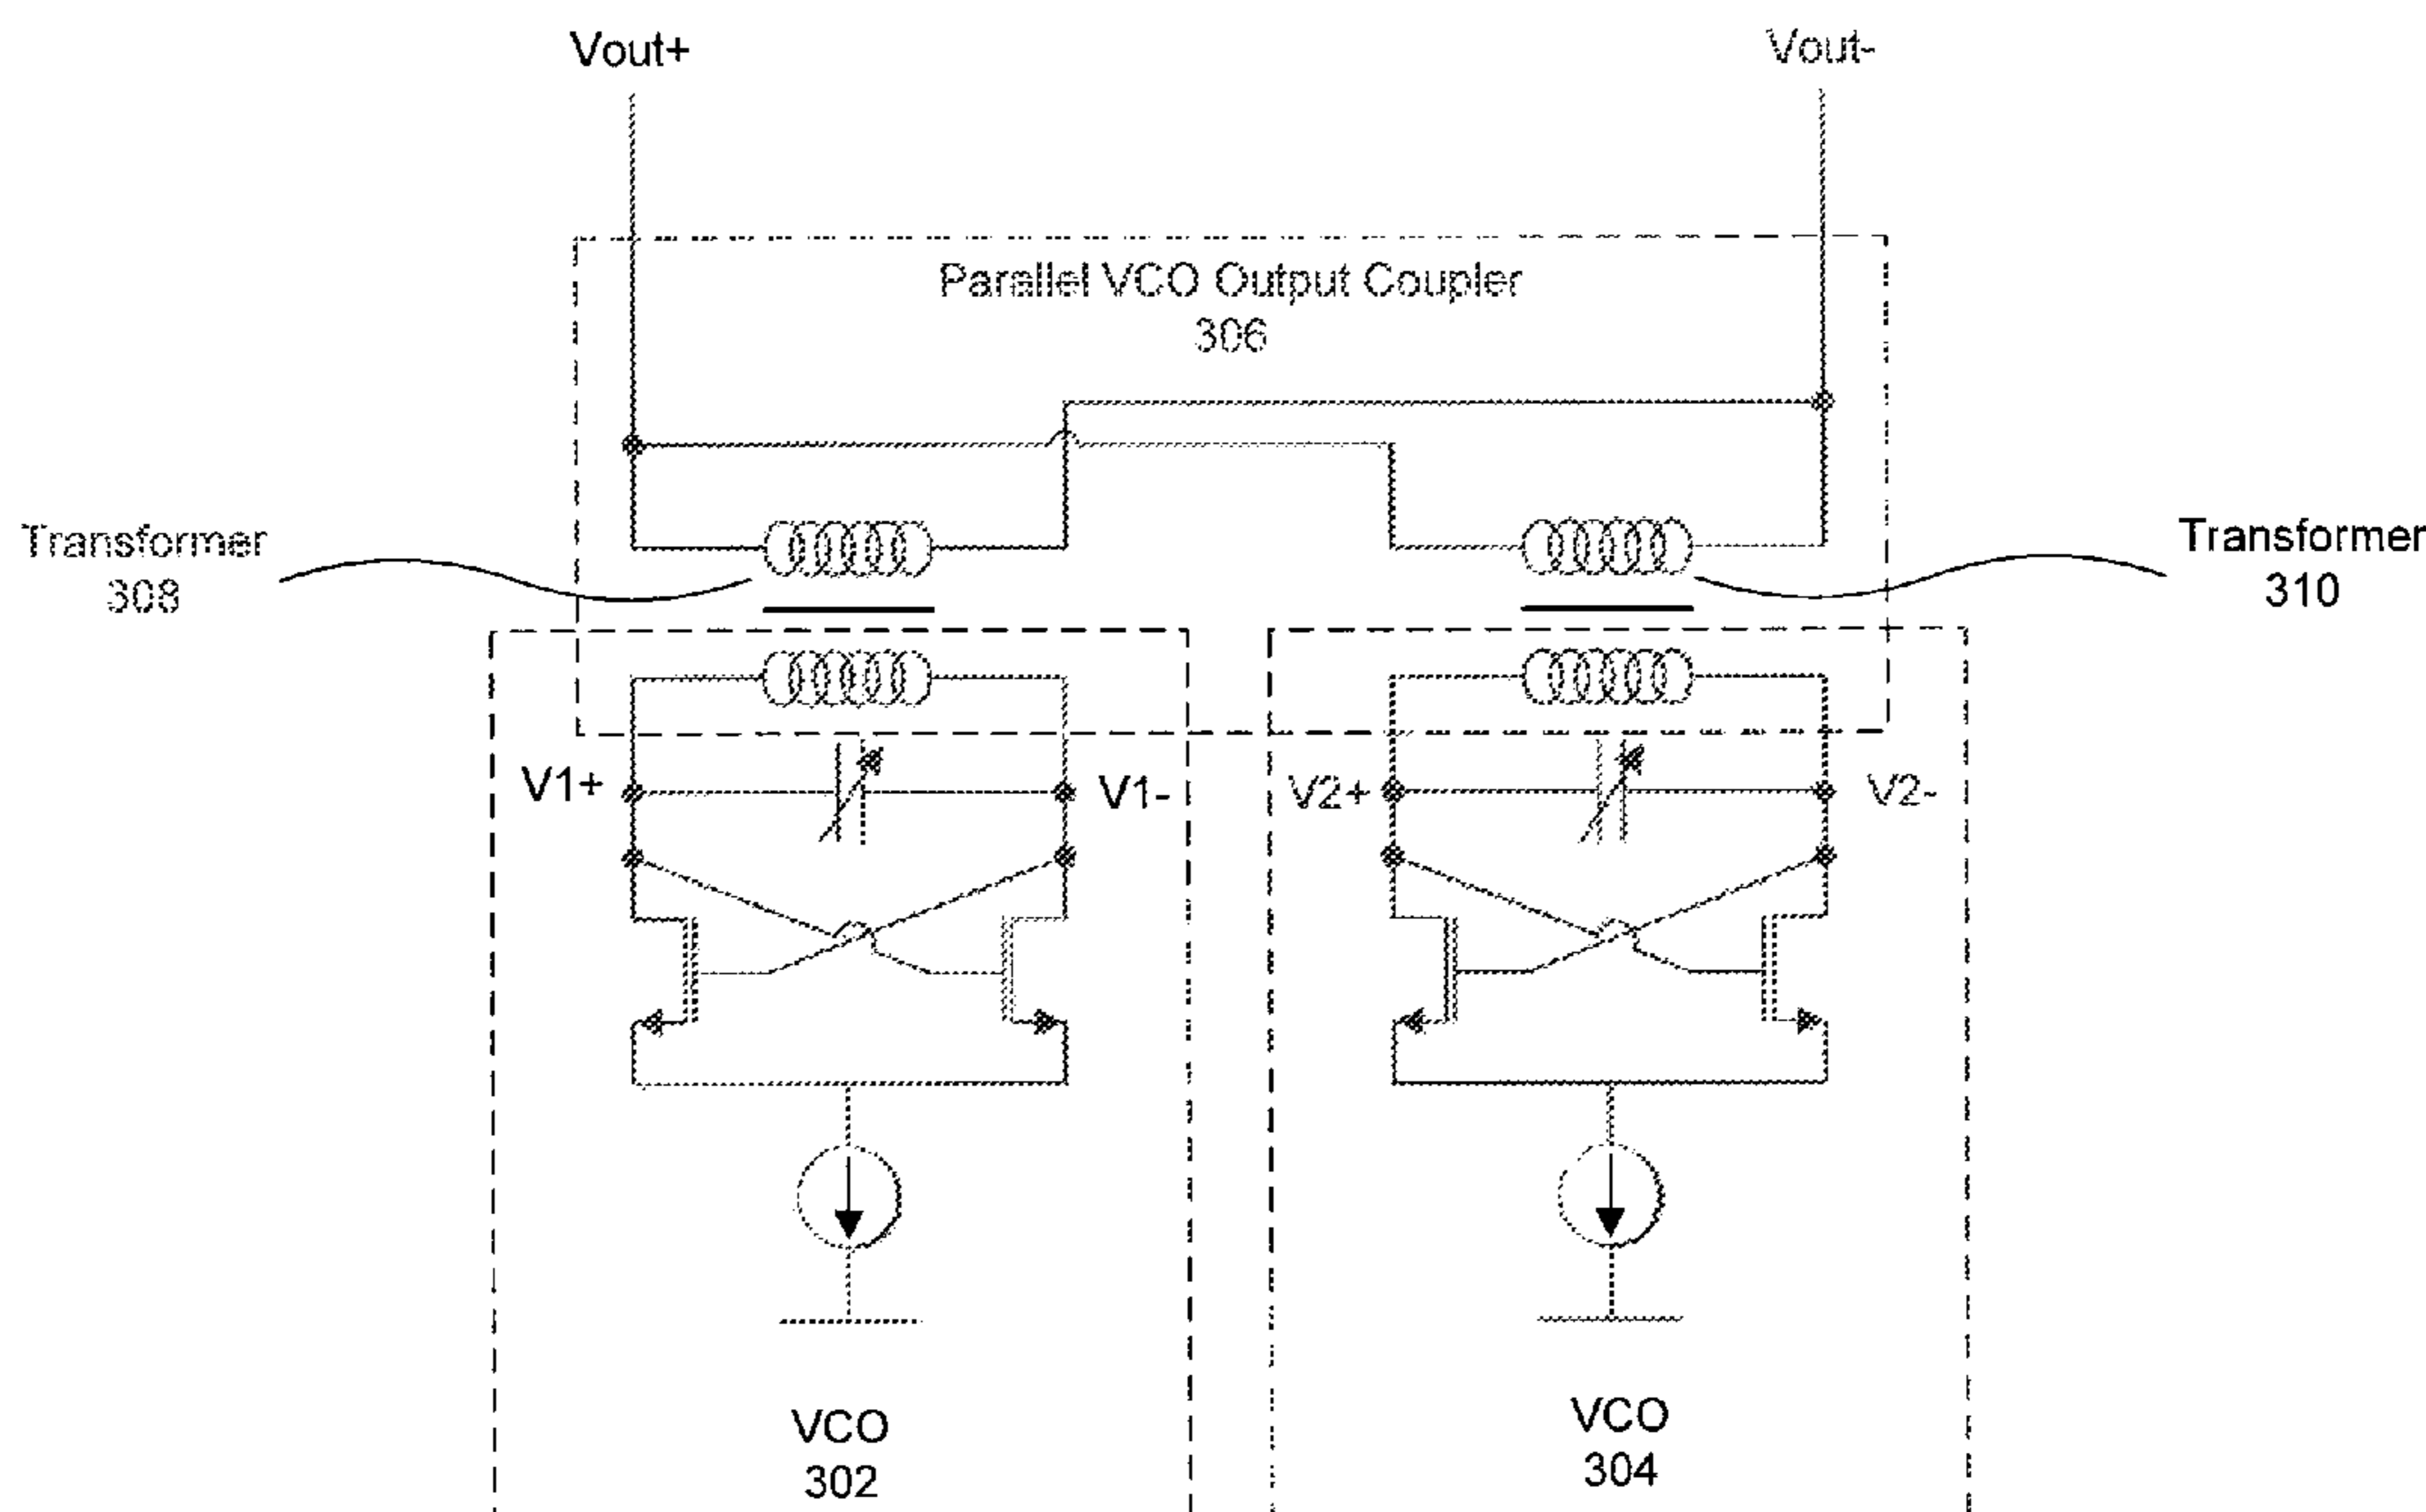 Vout+
Vout-
Parallel VCO Output Coupler
306
Transformer
308
Transformer
310
V1+
V1-
V2+
V2-
VCO
302
VCO
304